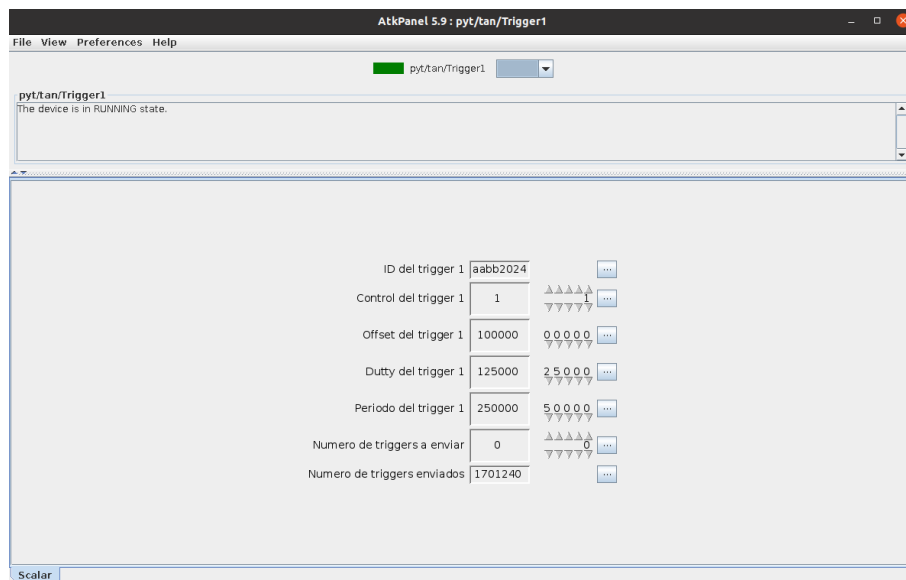 AtkPanel 5.9 : pyt/tan/Trigger1
File View Preferences Help
pyt/tan/Trigger1
pyt/tan/Trigger1
The device is in RUNNING state.
ID del trigger 1 aabb2024 ...
Control del trigger 1 1 1 ...
Offset del trigger 1 100000 00000 ...
Dutty del trigger 1 125000 25000 ...
Periodo del trigger 1 250000 50000 ...
Numero de triggers a enviar 0 0 ...
Numero de triggers enviados 1701240 ...
Scalar